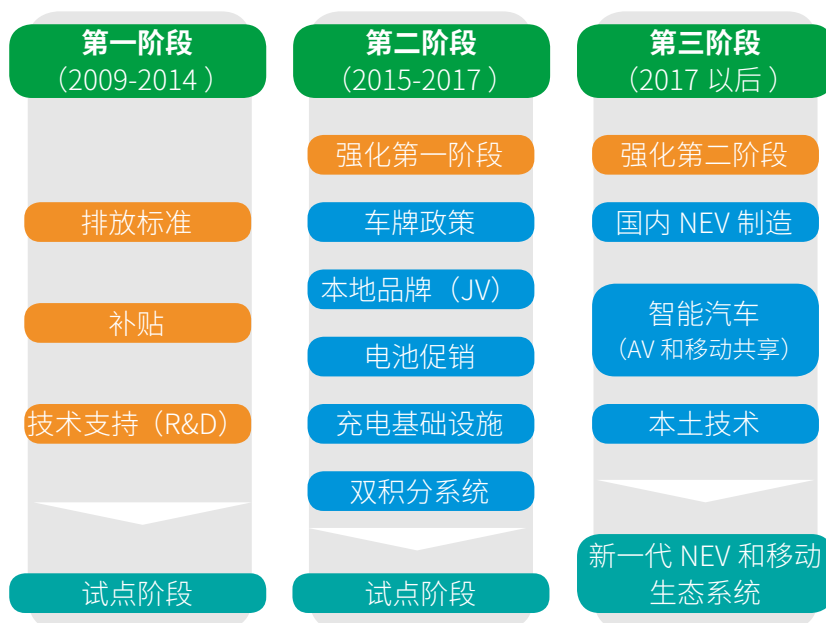 第一阶段
（2009-2014 ）
排放标准
补贴
技术支持（R&D）
试点阶段
第二阶段
（2015-2017 ）
强化第一阶段
车牌政策
本地品牌（JV）
电池促销
充电基础设施
双积分系统
试点阶段
第三阶段
（2017 以后 ）
强化第二阶段
国内 NEV 制造
智能汽车
（AV 和移动共享）
本土技术
新一代 NEV 和移动
生态系统